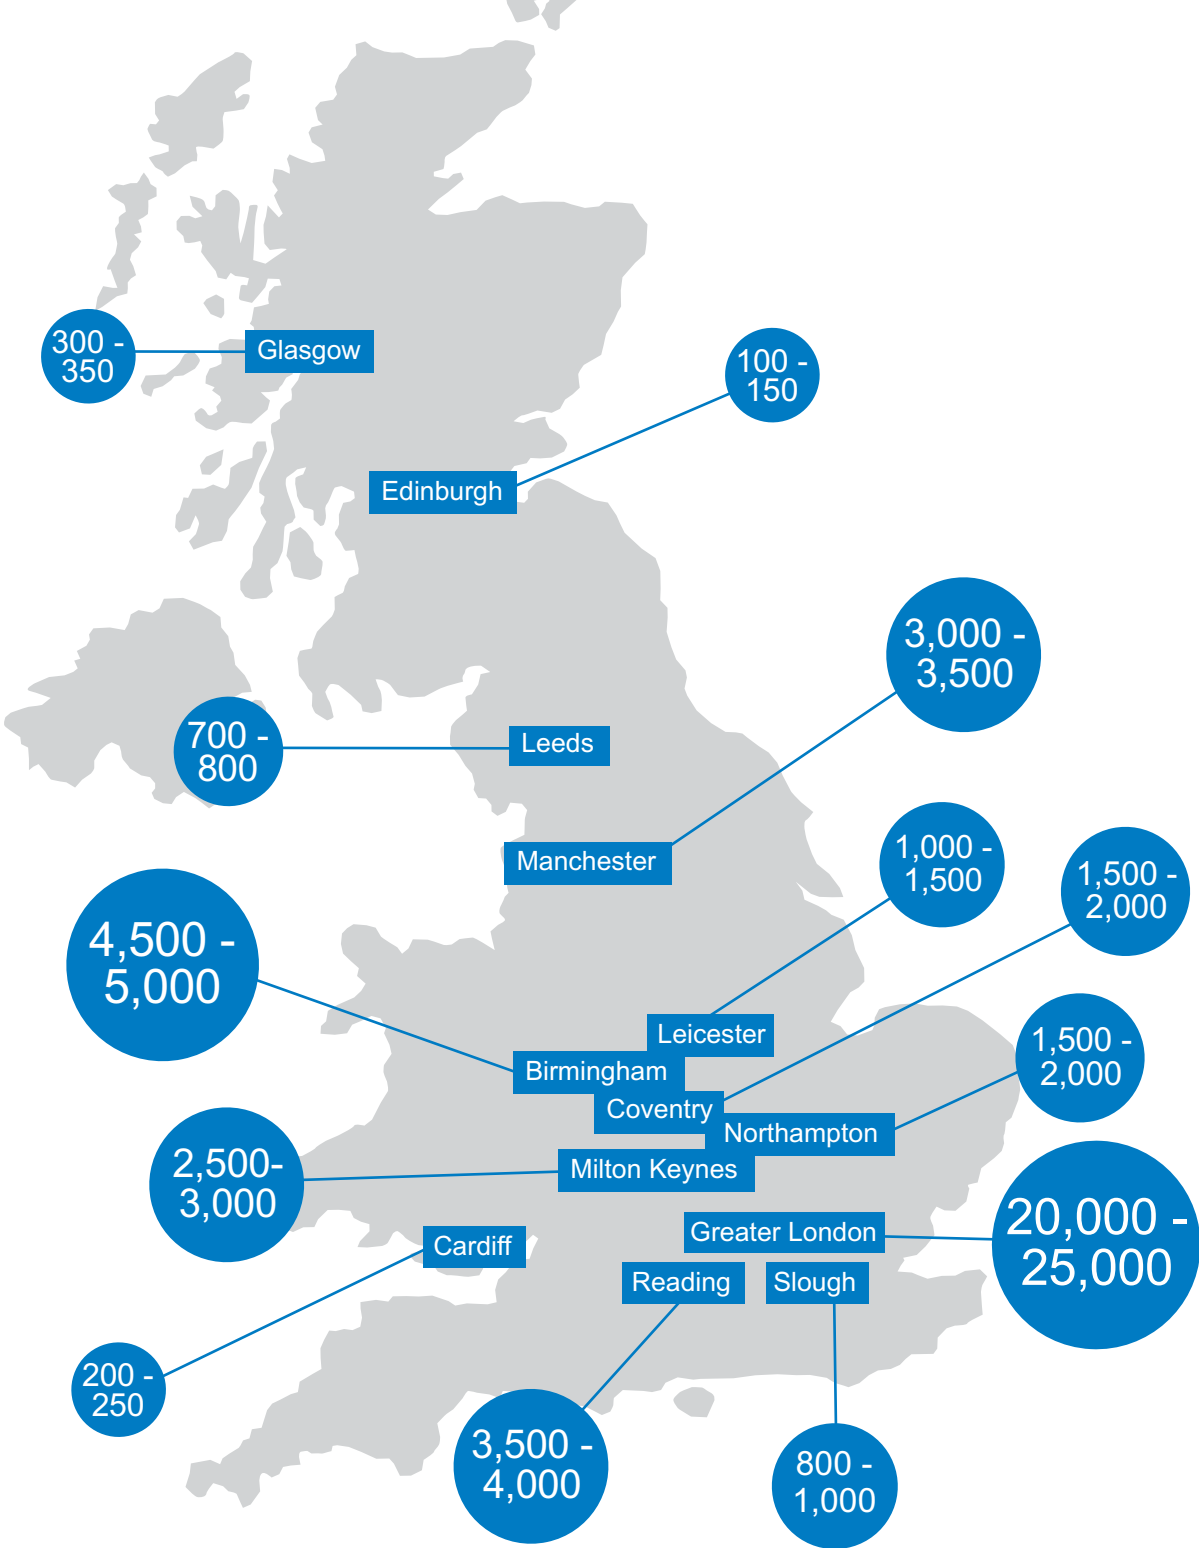 300 -
350
Glasgow
100 -
150
Edinburgh
3,000 -
3,500
700 -
800
Leeds
Manchester
1,000 -
1,500
1,500 -
2,000
4,500 -
5,000
Leicester
Birmingham
Coventry
1,500 -
2,000
Northampton
Milton Keynes
2,500-
3,000
20,000 -
25,000
Greater London
Cardiff
Reading
Slough
200 -
250
3,500 -
4,000
800 -
1,000